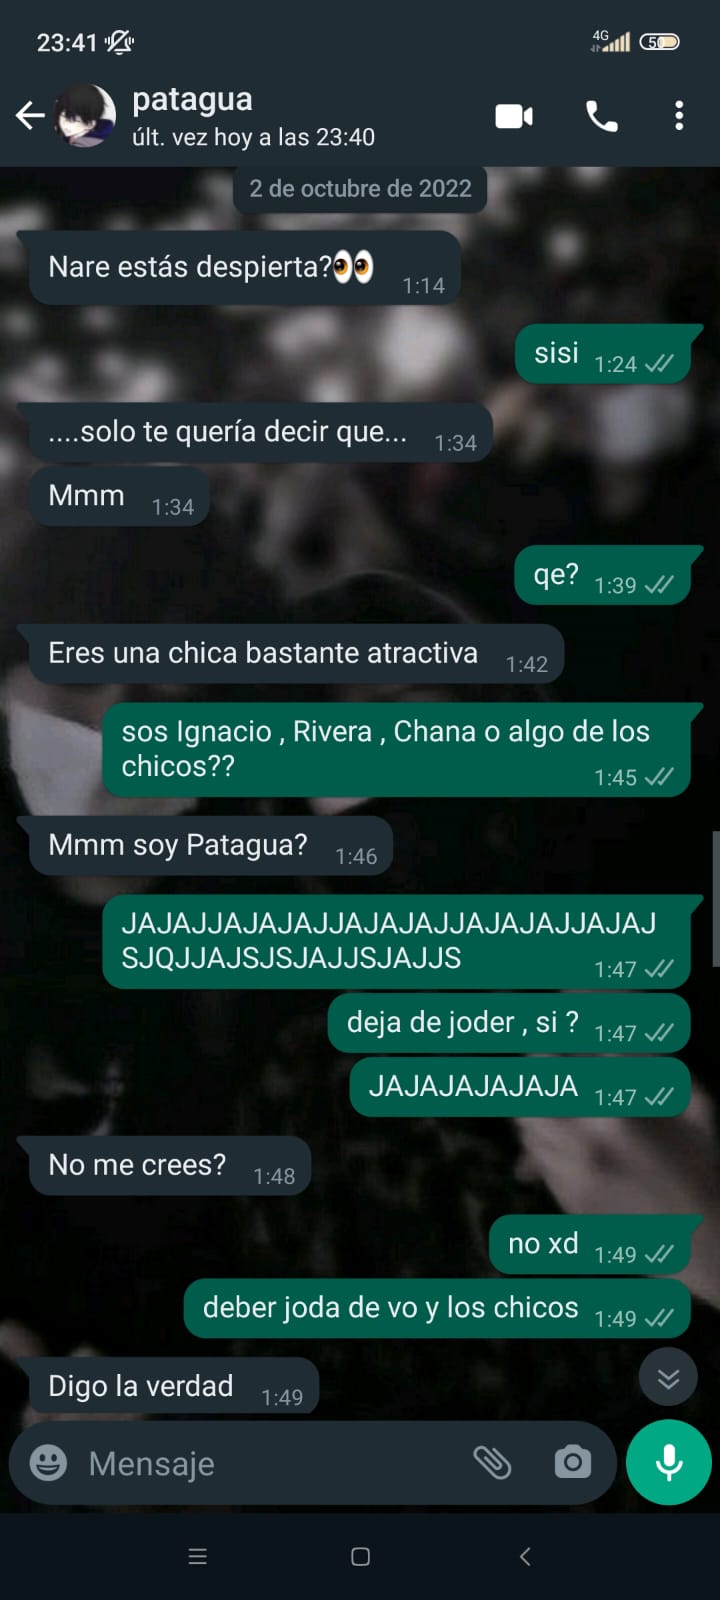 23:41
4G
50
patagua
últ. vez hoy a las 23:40
2 de octubre de 2022
Nare estás despierta?👀 1:14
sisi 1:24
....solo te quería decir que... 1:34
Mmm 1:34
qe? 1:39
Eres una chica bastante atractiva 1:42
sos Ignacio , Rivera , Chana o algo de los
chicos?? 1:45
Mmm soy Patagua? 1:46
JAJAJJAJAJAJJAJAJAJJAJAJAJJAJAJ
SJQJJAJSJSJAJJSJAJJS 1:47
deja de joder , si ? 1:47
JAJAJAJAJAJA 1:47
No me crees? 1:48
no xd 1:49
deber joda de vo y los chicos 1:49
Digo la verdad 1:49
Mensaje